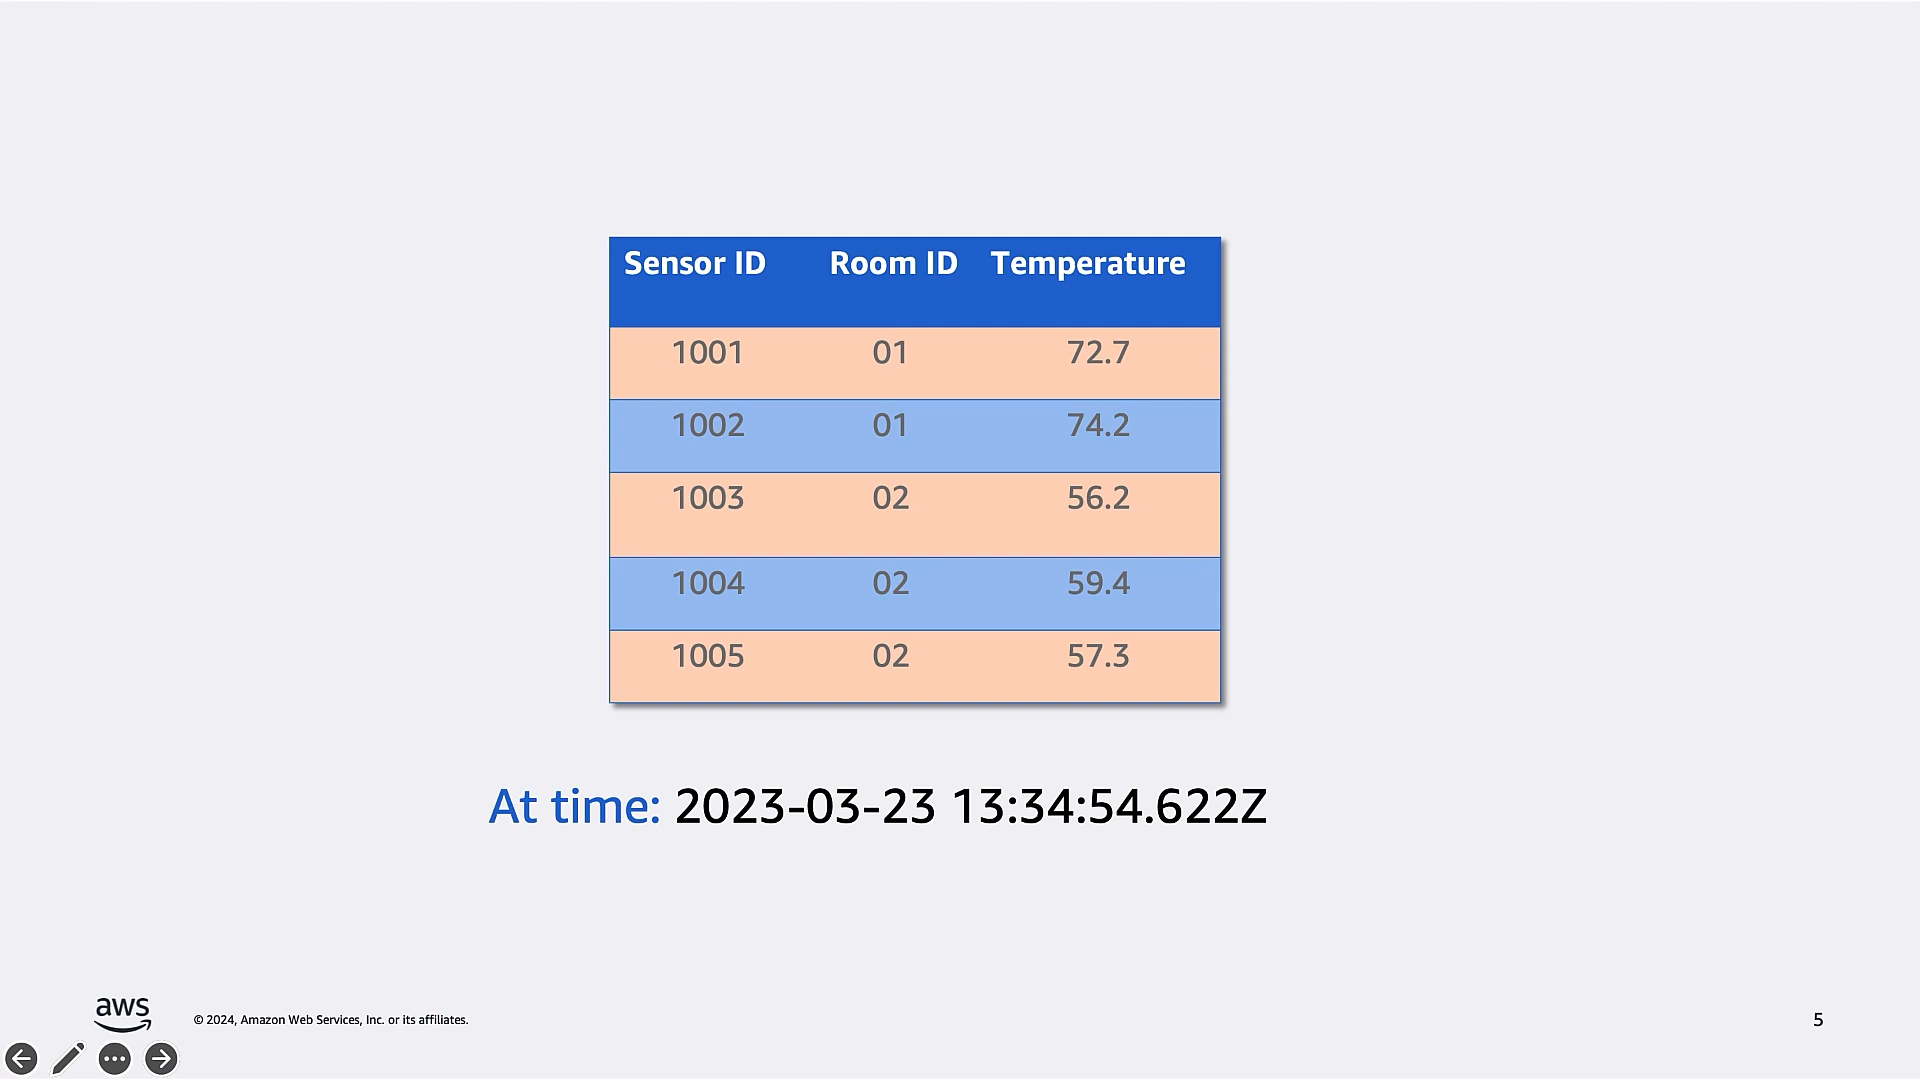 Sensor ID Room ID Temperature
1001 01 72.7
1002 01 74.2
1003 02 56.2
1004 02 59.4
1005 02 57.3
At time: 2023-03-23 13:34:54.622Z
aws
© 2024, Amazon Web Services, Inc. or its affiliates.
5